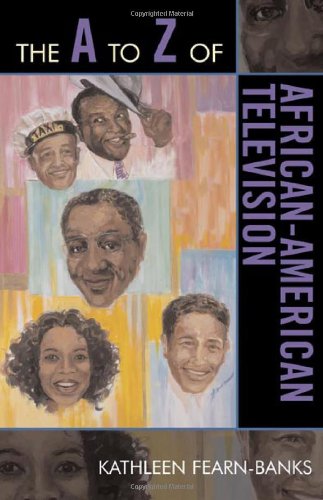 THE A TO Z OF
AFRICAN-AMERICAN
TELEVISION
KATHLEEN FEARN-BANKS